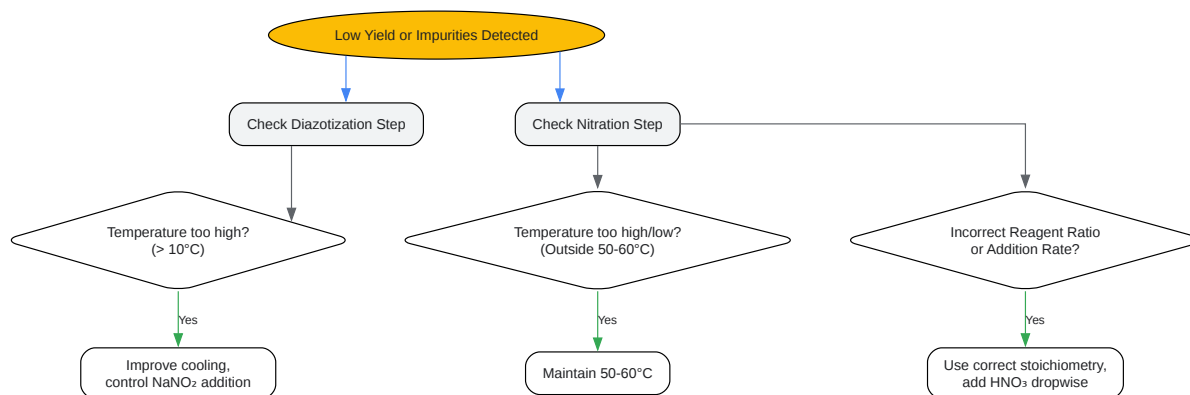 Low Yield or Impurities Detected
Check Diazotization Step
Check Nitration Step
Temperature too high?
(> 10°C)
Temperature too high/low?
(Outside 50-60°C)
Incorrect Reagent Ratio
or Addition Rate?
Yes
Yes
Yes
Improve cooling,
control NaNO₂ addition
Maintain 50-60°C
Use correct stoichiometry,
add HNO₃ dropwise